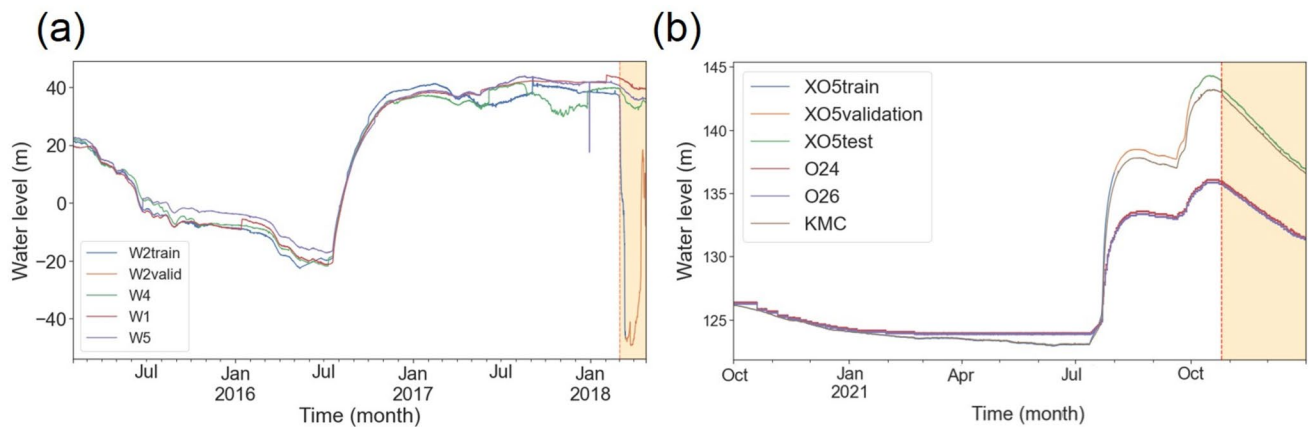 (a)
Water level (m)
40
20
0
−20
−40
W2train
W2valid
W4
W1
W5
Jul
Jan
2016
Jul
Jan
2017
Jul
Jan
2018
Time (month)
(b)
Water level (m)
145
140
135
130
125
XO5train
XO5validation
XO5test
O24
O26
KMC
Oct
Jan
2021
Apr
Jul
Oct
Time (month)